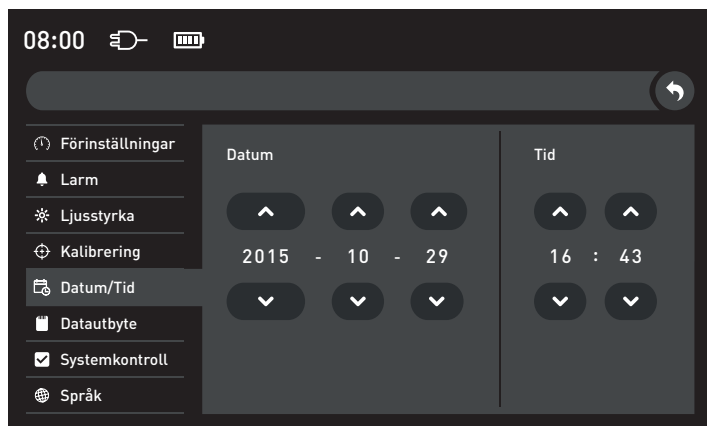 08:00
Förinställningar
Larm
Ljusstyrka
Kalibrering
Datum/Tid
Datautbyte
Systemkontroll
Språk
Datum
2015 - 10 - 29
Tid
16 : 43